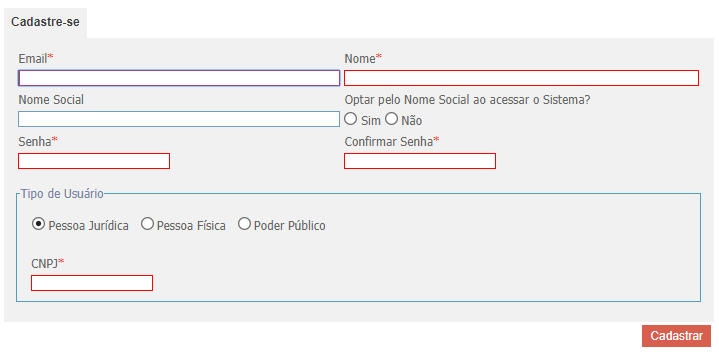 Cadastre-se
Email* Nome*
Nome Social Optar pelo Nome Social ao acessar o Sistema?
Sim Não
Senha* Confirmar Senha*
Tipo de Usuário
Pessoa Jurídica Pessoa Física Poder Público
CNPJ*
Cadastrar